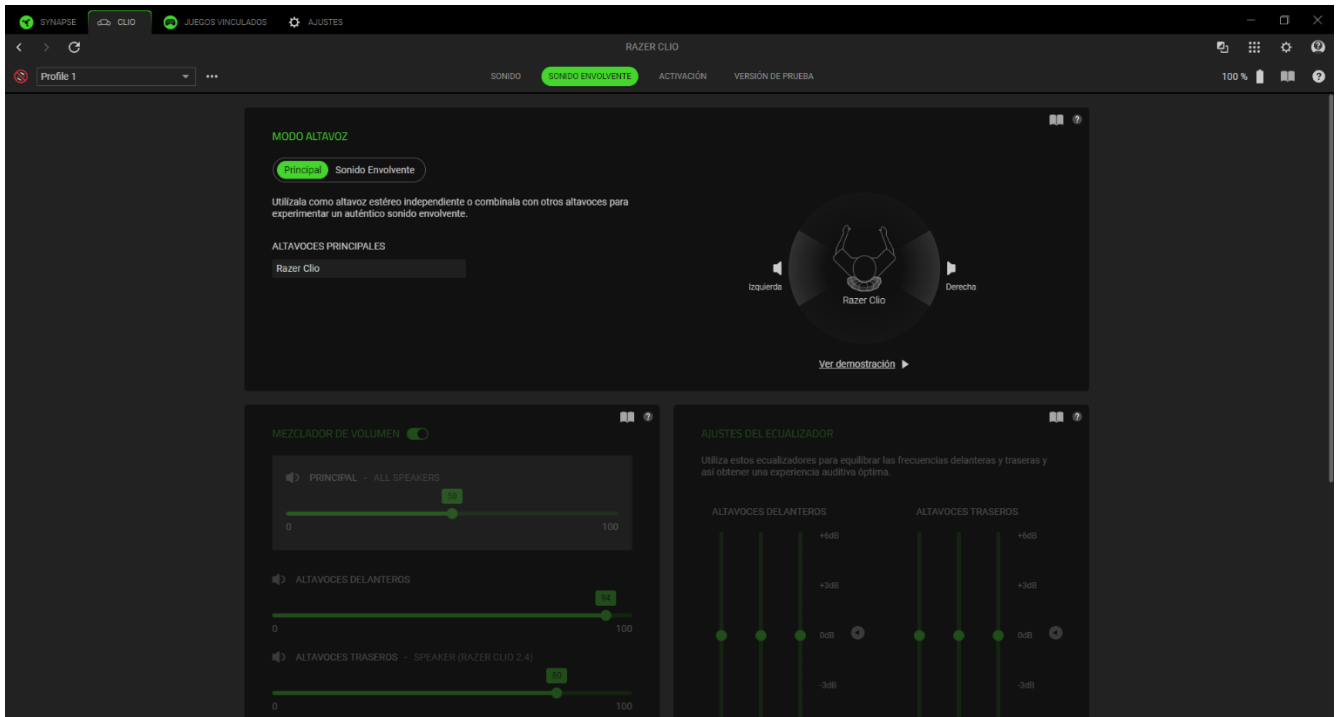 SYNAPSE
CLIO
JUEGOS VINCULADOS
AJUSTES
RAZER CLIO
Profile 1
SONIDO
SONIDO ENVOLVENTE
ACTIVACIÓN
VERSIÓN DE PRUEBA
100 %
MODO ALTAVOZ
Principal
Sonido Envolvente
Utilízala como altavoz estéreo independiente o combínala con otros altavoces para
experimentar un auténtico sonido envolvente.
ALTAVOCES PRINCIPALES
Razer Clio
Izquierda
Razer Clio
Derecha
Ver demostración
MEZCLADOR DE VOLUMEN
PRINCIPAL - ALL SPEAKERS
50
0
100
ALTAVOCES DELANTEROS
94
0
100
ALTAVOCES TRASEROS - SPEAKER (RAZER CLIO 2.4)
80
0
100
AJUSTES DEL ECUALIZADOR
Utiliza estos ecualizadores para equilibrar las frecuencias delanteras y traseras y
así obtener una experiencia auditiva óptima.
ALTAVOCES DELANTEROS
+6dB
+3dB
0dB
-3dB
ALTAVOCES TRASEROS
+6dB
+3dB
0dB
-3dB